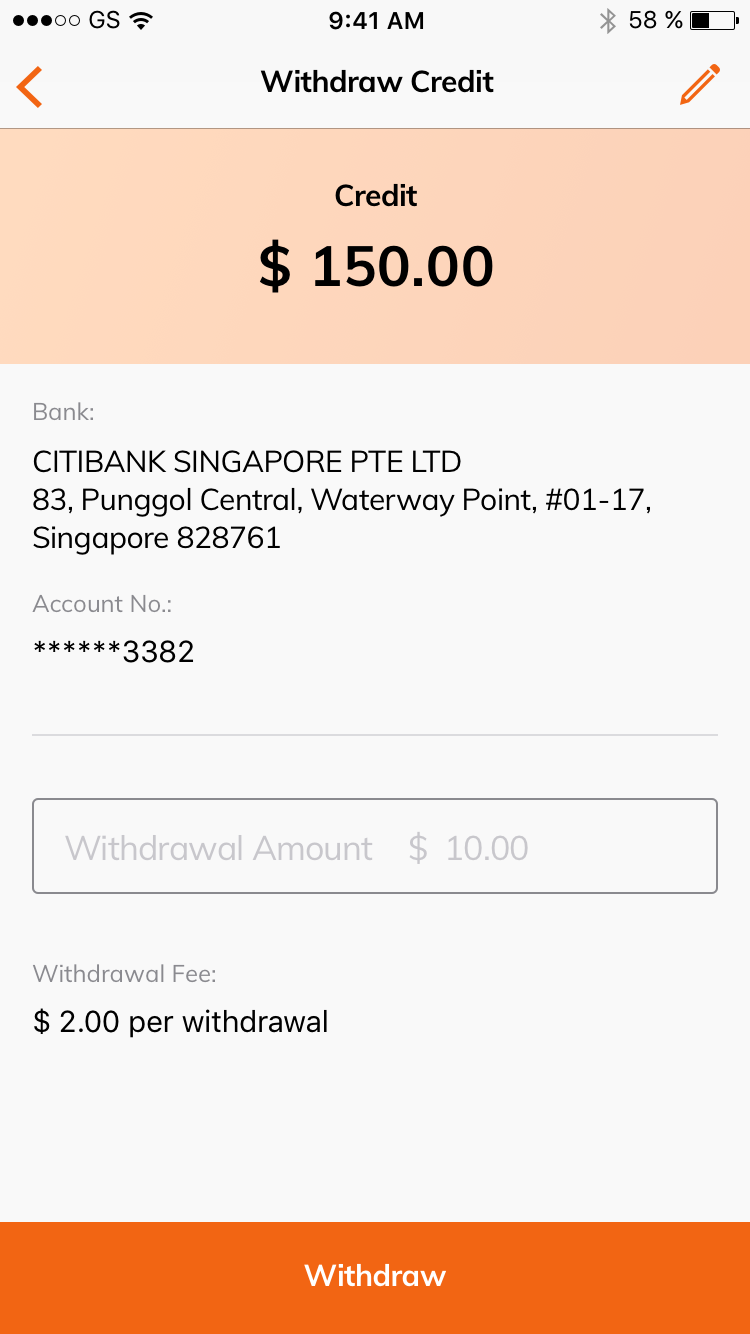 GS 9:41 AM 58 %
Withdraw Credit
Credit
$ 150.00
Bank:
CITIBANK SINGAPORE PTE LTD
83, Punggol Central, Waterway Point, #01-17,
Singapore 828761
Account No.:
******3382
Withdrawal Amount $ 10.00
Withdrawal Fee:
$ 2.00 per withdrawal
Withdraw